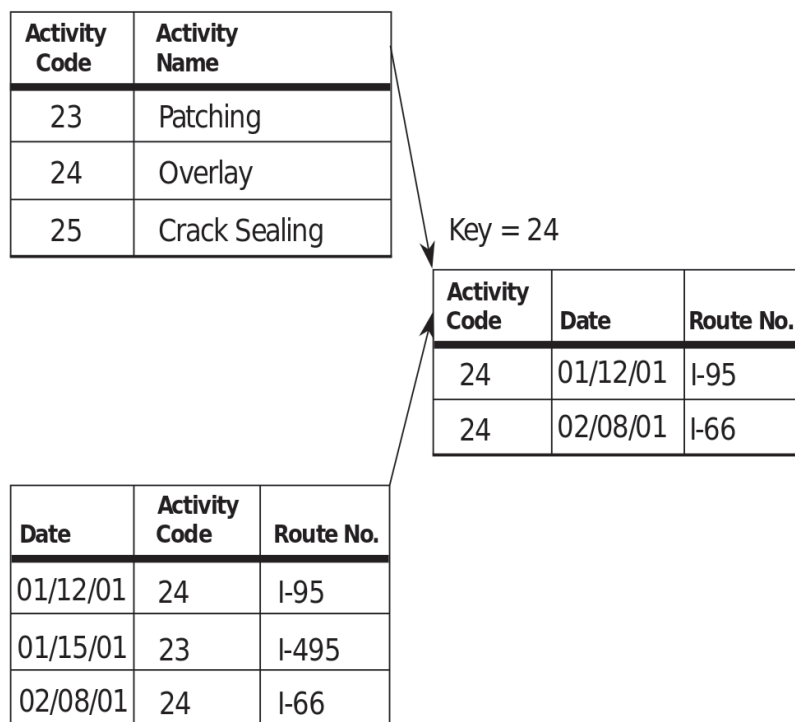 Activity Code Activity Name
23 Patching
24 Overlay
25 Crack Sealing
Key = 24
Activity Code Date Route No.
24 01/12/01 I-95
24 02/08/01 I-66
Date Activity Code Route No.
01/12/01 24 I-95
01/15/01 23 I-495
02/08/01 24 I-66